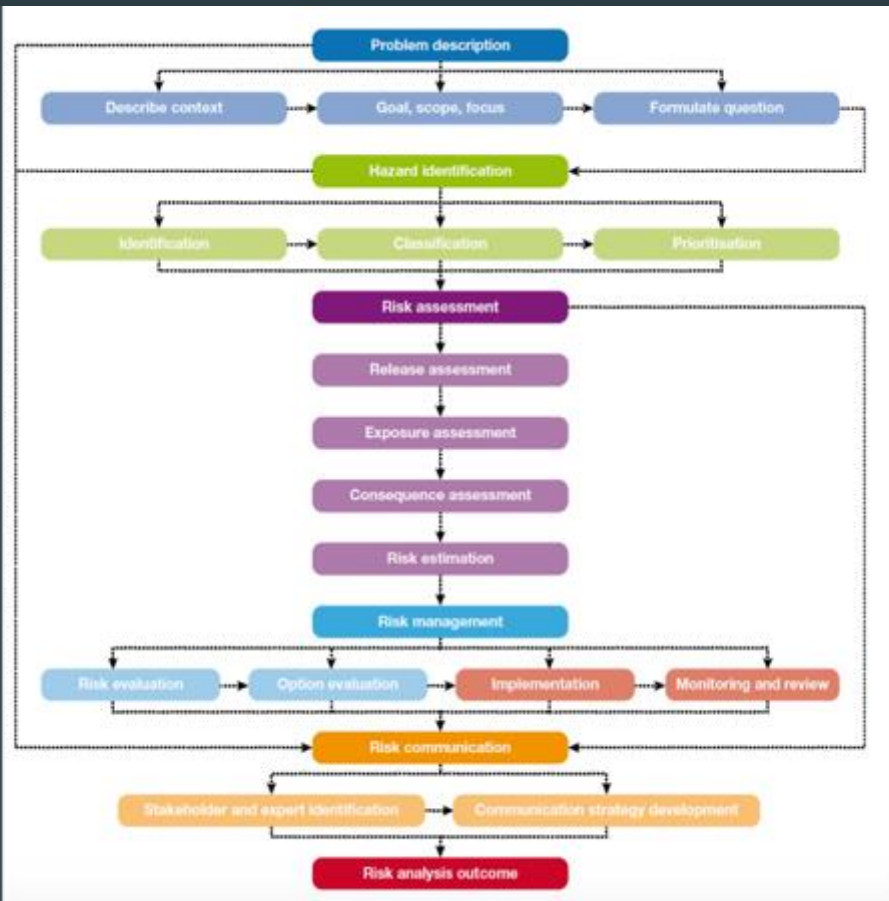 Problem description
Describe context
Goal, scope, focus
Formulate question
Hazard identification
Identification
Classification
Prioritisation
Risk assessment
Release assessment
Exposure assessment
Consequence assessment
Risk estimation
Risk management
Risk evaluation
Option evaluation
Implementation
Monitoring and review
Risk communication
Stakeholder and expert identification
Communication strategy development
Risk analysis outcome